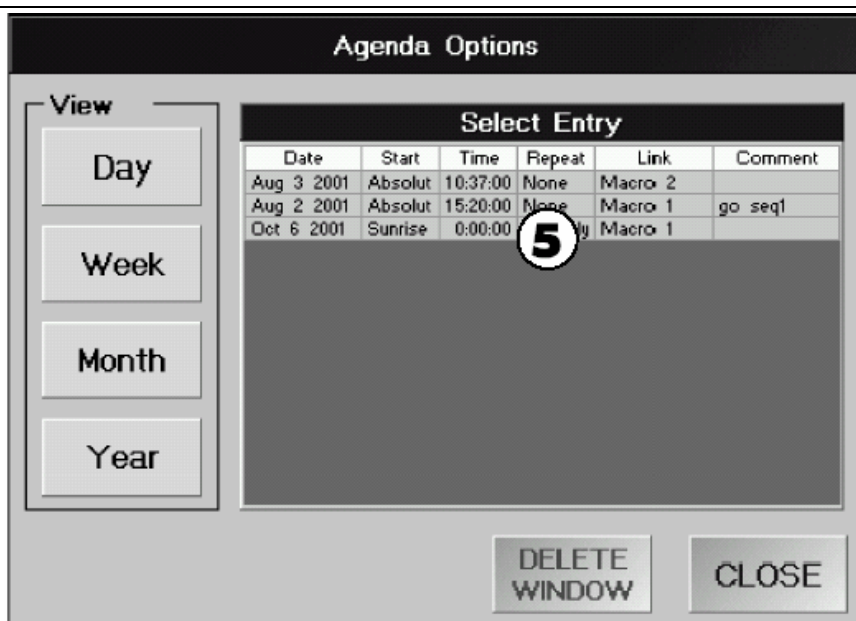 Agenda Options
View
Day
Week
Month
Year
Select Entry
Date Start Time Repeat Link Comment
Aug 3 2001 Absolut 10:37:00 None Macro 2
Aug 2 2001 Absolut 15:20:00 None Macro 1 go seq1
Oct 6 2001 Sunrise 0:00:00 Macro 1
5
DELETE WINDOW
CLOSE